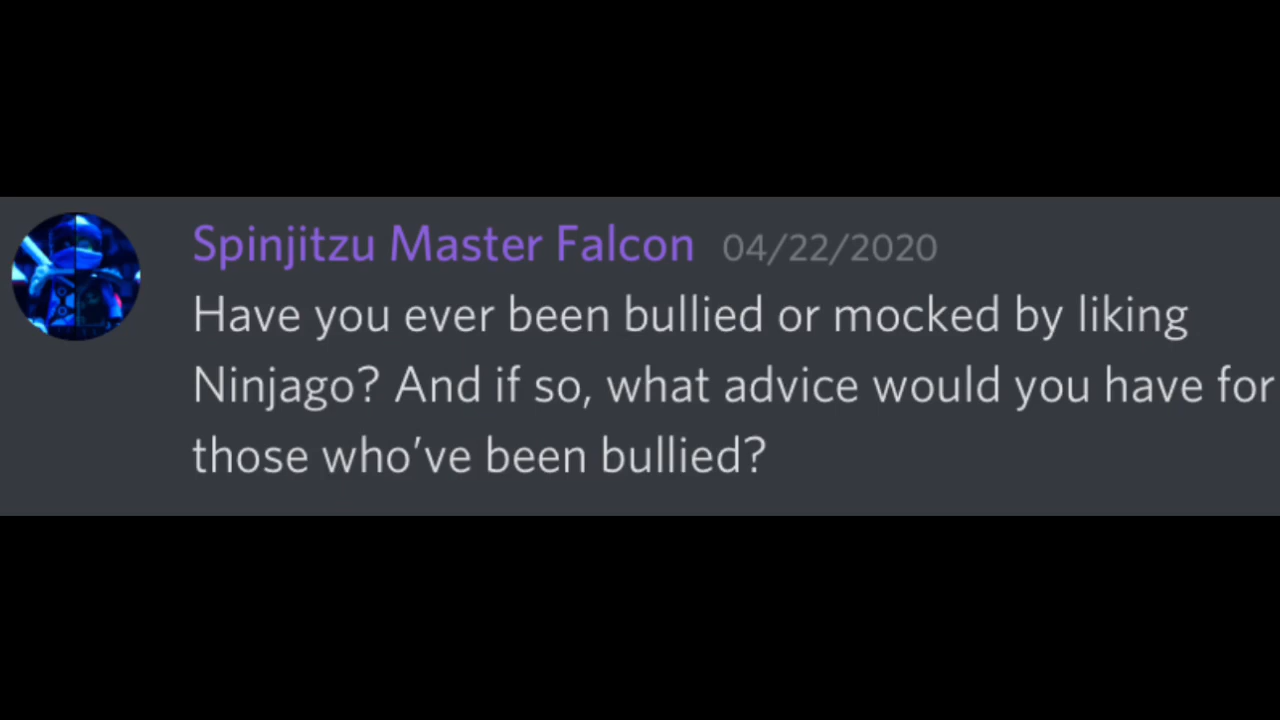 Spinjitzu Master Falcon 04/22/2020
Have you ever been bullied or mocked by liking
Ninjago? And if so, what advice would you have for
those who’ve been bullied?